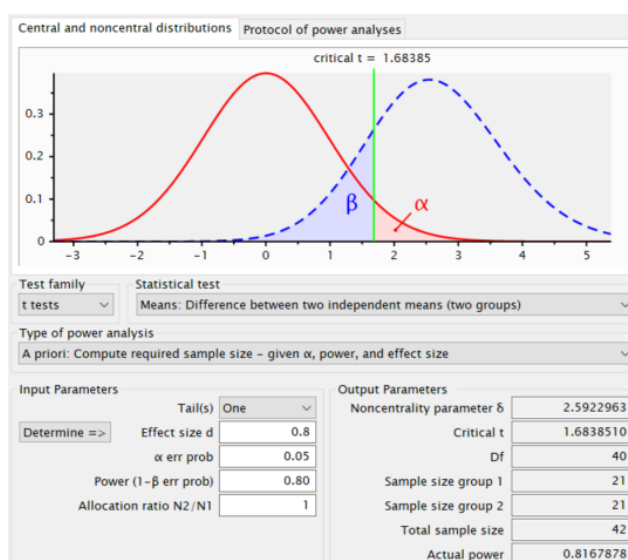 Central and noncentral distributions Protocol of power analyses
critical t = 1.68385
0.3
0.2
0.1
0
β
α
-3 -2 -1 0 1 2 3 4 5
Test family Statistical test
t tests Means: Difference between two independent means (two groups)
Type of power analysis
A priori: Compute required sample size - given α, power, and effect size
Input Parameters
Tail(s) One
Determine => Effect size d 0.8
α err prob 0.05
Power (1-β err prob) 0.80
Allocation ratio N2/N1 1
Output Parameters
Noncentrality parameter δ 2.5922963
Critical t 1.6838510
Df 40
Sample size group 1 21
Sample size group 2 21
Total sample size 42
Actual power 0.8167878